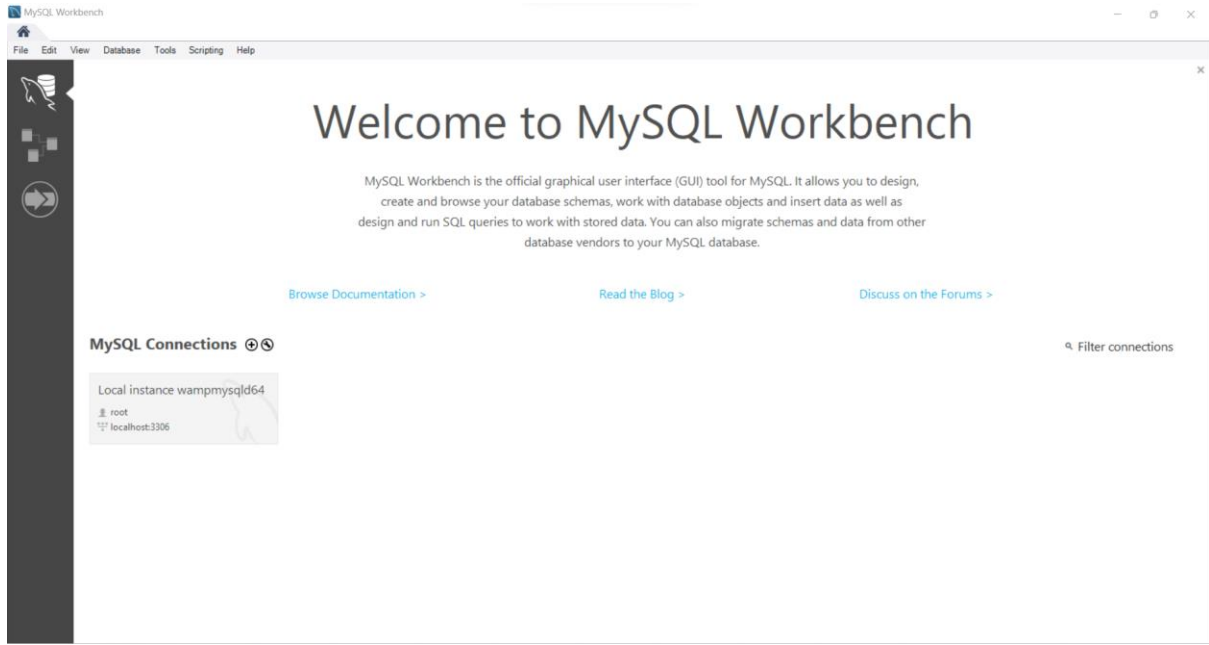 MySQL Workbench
File Edit View Database Tools Scripting Help
Welcome to MySQL Workbench
MySQL Workbench is the official graphical user interface (GUI) tool for MySQL. It allows you to design,
create and browse your database schemas, work with database objects and insert data as well as
design and run SQL queries to work with stored data. You can also migrate schemas and data from other
database vendors to your MySQL database.
Browse Documentation > Read the Blog > Discuss on the Forums >
MySQL Connections Filter connections
Local instance wampmysqld64
root
localhost:3306